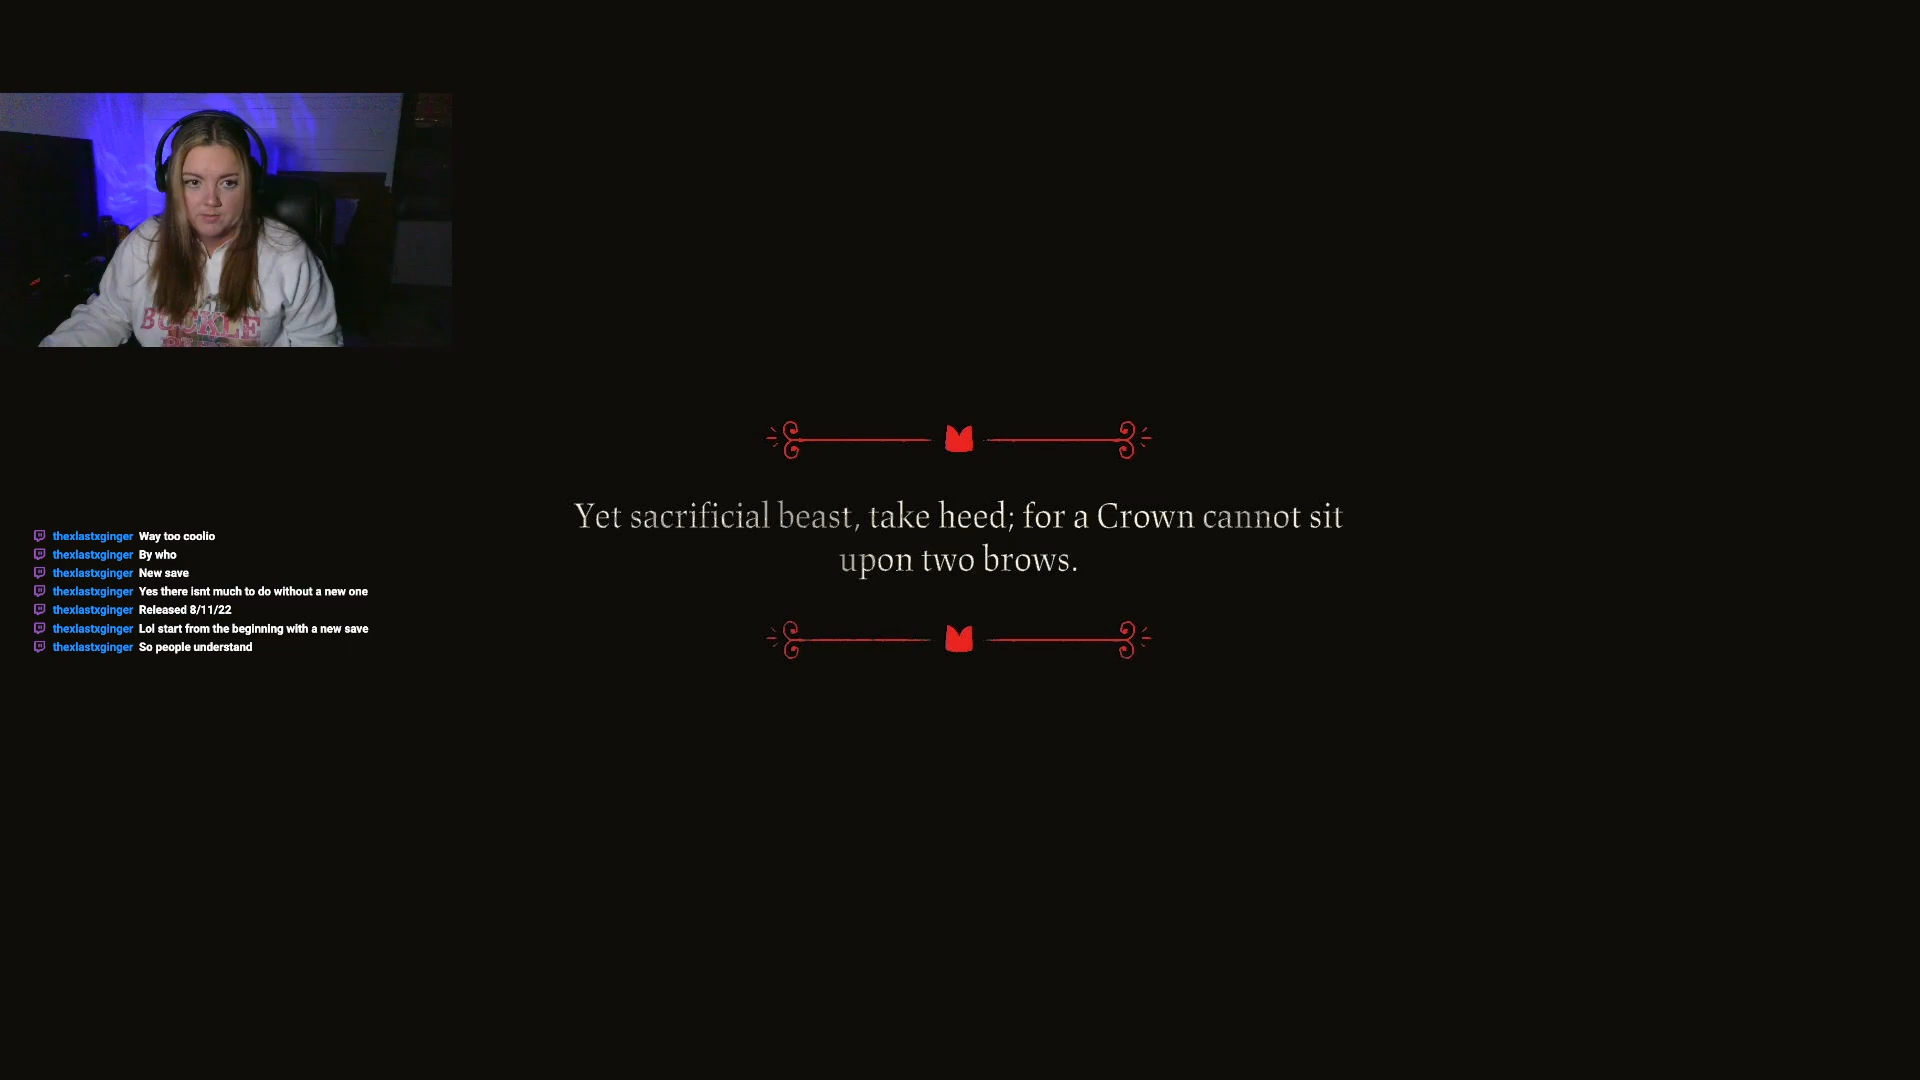 BUCKLE
thexlastxginger Way too coolio
thexlastxginger By who
thexlastxginger New save
thexlastxginger Yes there isnt much to do without a new one
thexlastxginger Released 8/11/22
thexlastxginger Lol start from the beginning with a new save
thexlastxginger So people understand
Yet sacrificial beast, take heed; for a Crown cannot sit
upon two brows.